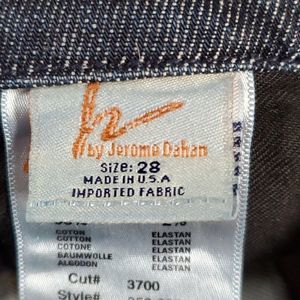 by Jerome Dahan
SIZE: 28
MADE IN U.S.A
IMPORTED FABRIC
COTON ELASTAN
COTTON ELASTAN
COTONE ELASTAN
BAUMWOLLE ELASTAN
ALGODON ELASTAN
Cut# 3700
Style#